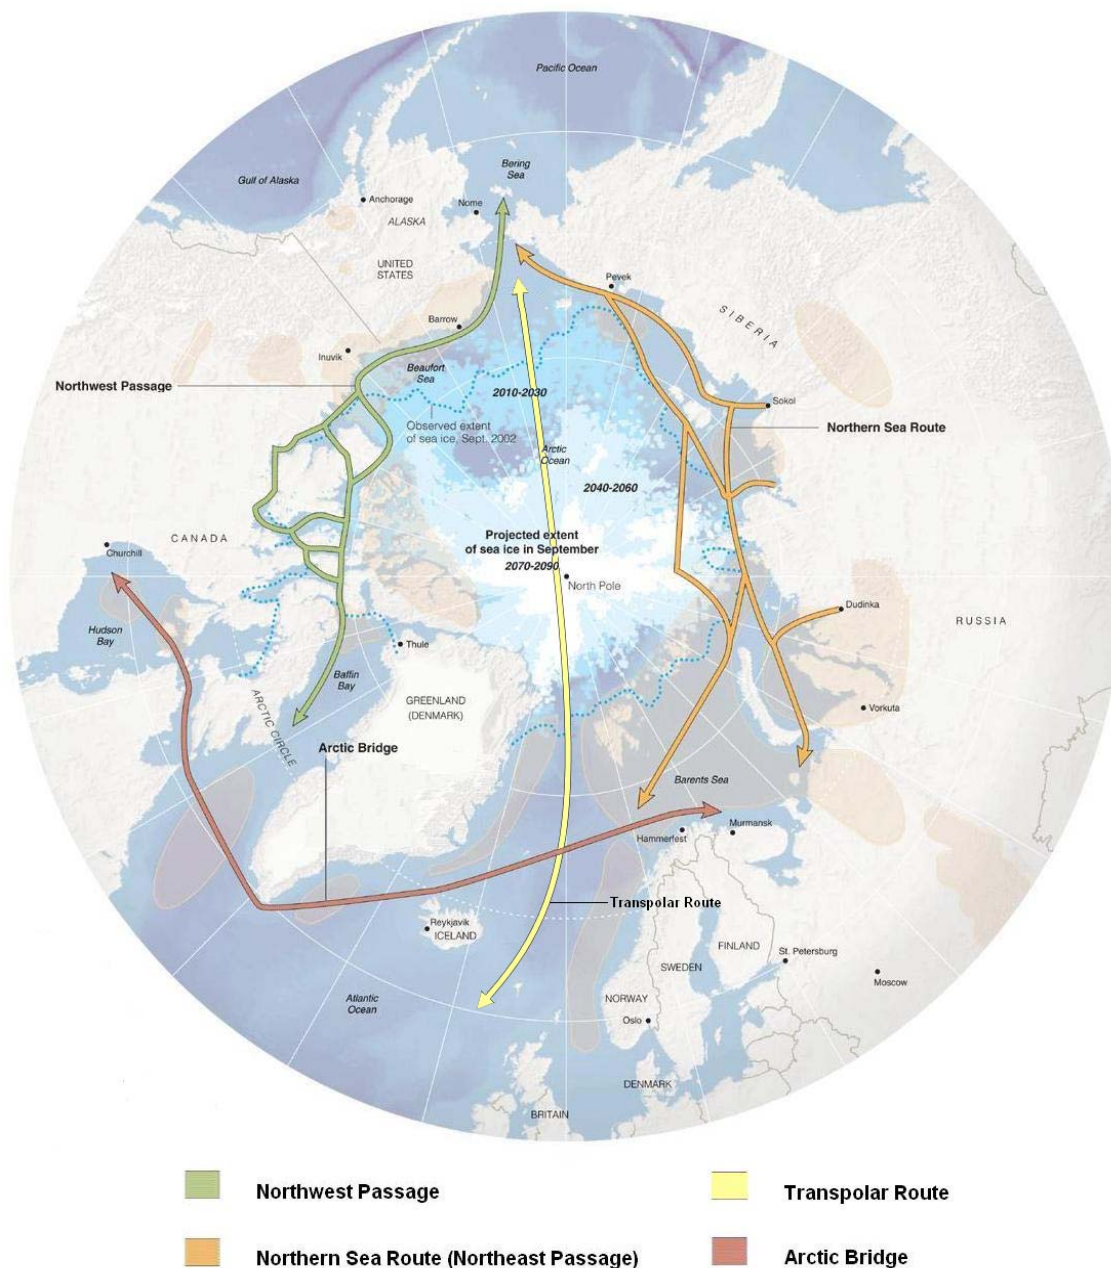 Pacific Ocean
Bering
Sea
Gulf of Alaska
Anchorage
Nome
ALASKA
UNITED
STATES
Pevek
SIBERIA
Barrow
Inuvik
Beaufort
Sea
Northwest Passage
2010-2030
Sokol
Observed extent
of sea ice, Sept. 2002
Northern Sea Route
Arctic
Ocean
2040-2060
CANADA
Projected extent
of sea ice in September
2070-2090
Churchill
North Pole
Dudinka
RUSSIA
Hudson
Bay
Thule
Baffin
Bay
GREENLAND
(DENMARK)
ARCTIC CIRCLE
Vorkuta
Arctic Bridge
Barents Sea
Hammerfest
Murmansk
Transpolar Route
Reykjavik
ICELAND
FINLAND
St. Petersburg
SWEDEN
Moscow
Atlantic
Ocean
NORWAY
Oslo
DENMARK
BRITAIN
Northwest Passage
Transpolar Route
Northern Sea Route (Northeast Passage)
Arctic Bridge